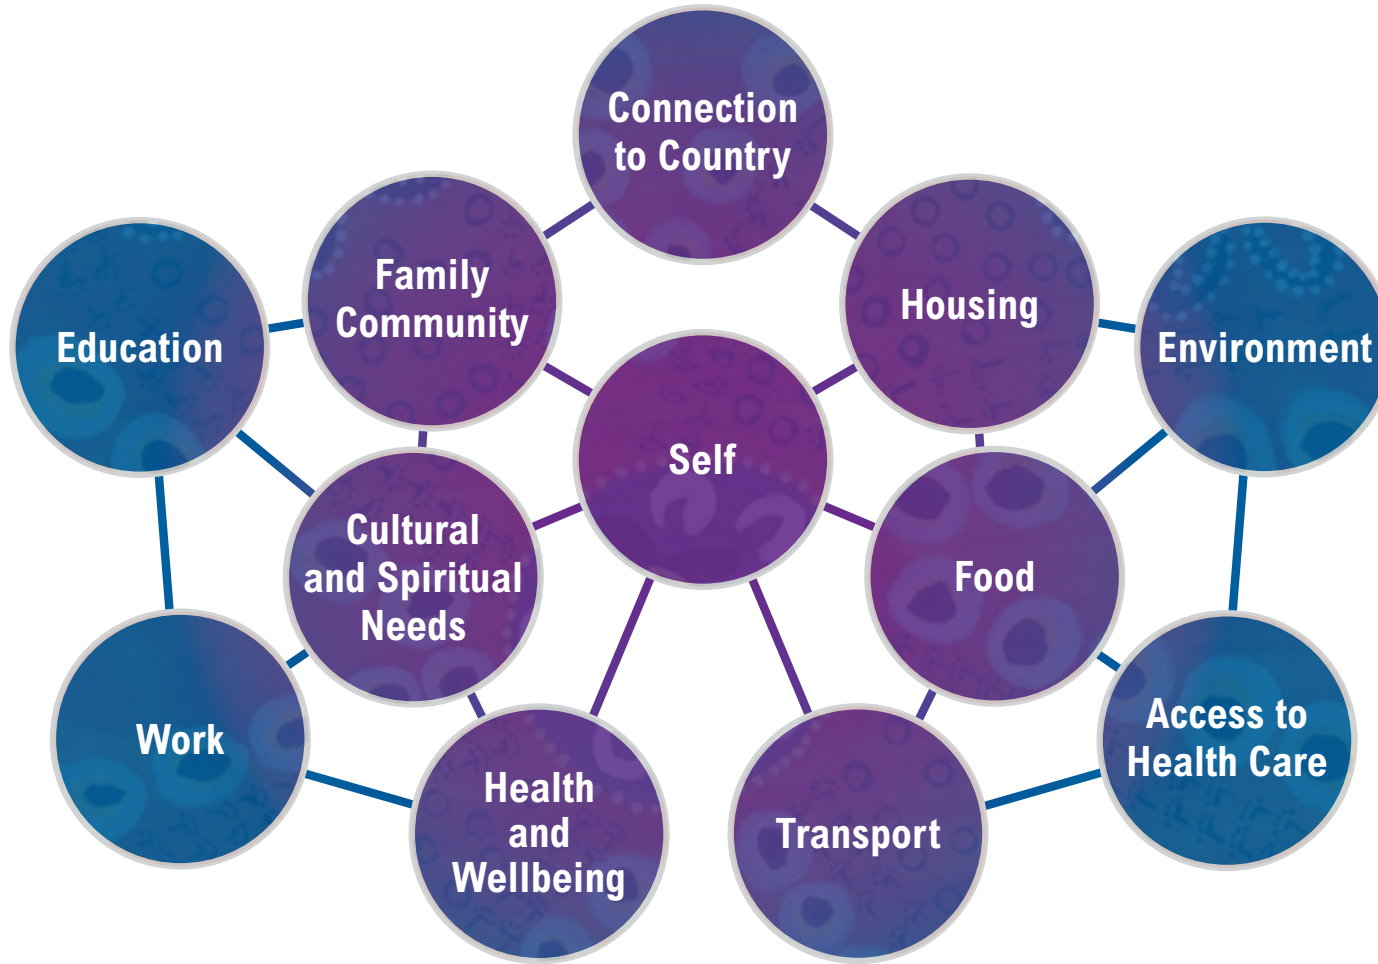 Connection
to Country
Family
Community
Housing
Education
Environment
Self
Cultural
and Spiritual
Needs
Food
Work
Access to
Health Care
Health
and
Wellbeing
Transport